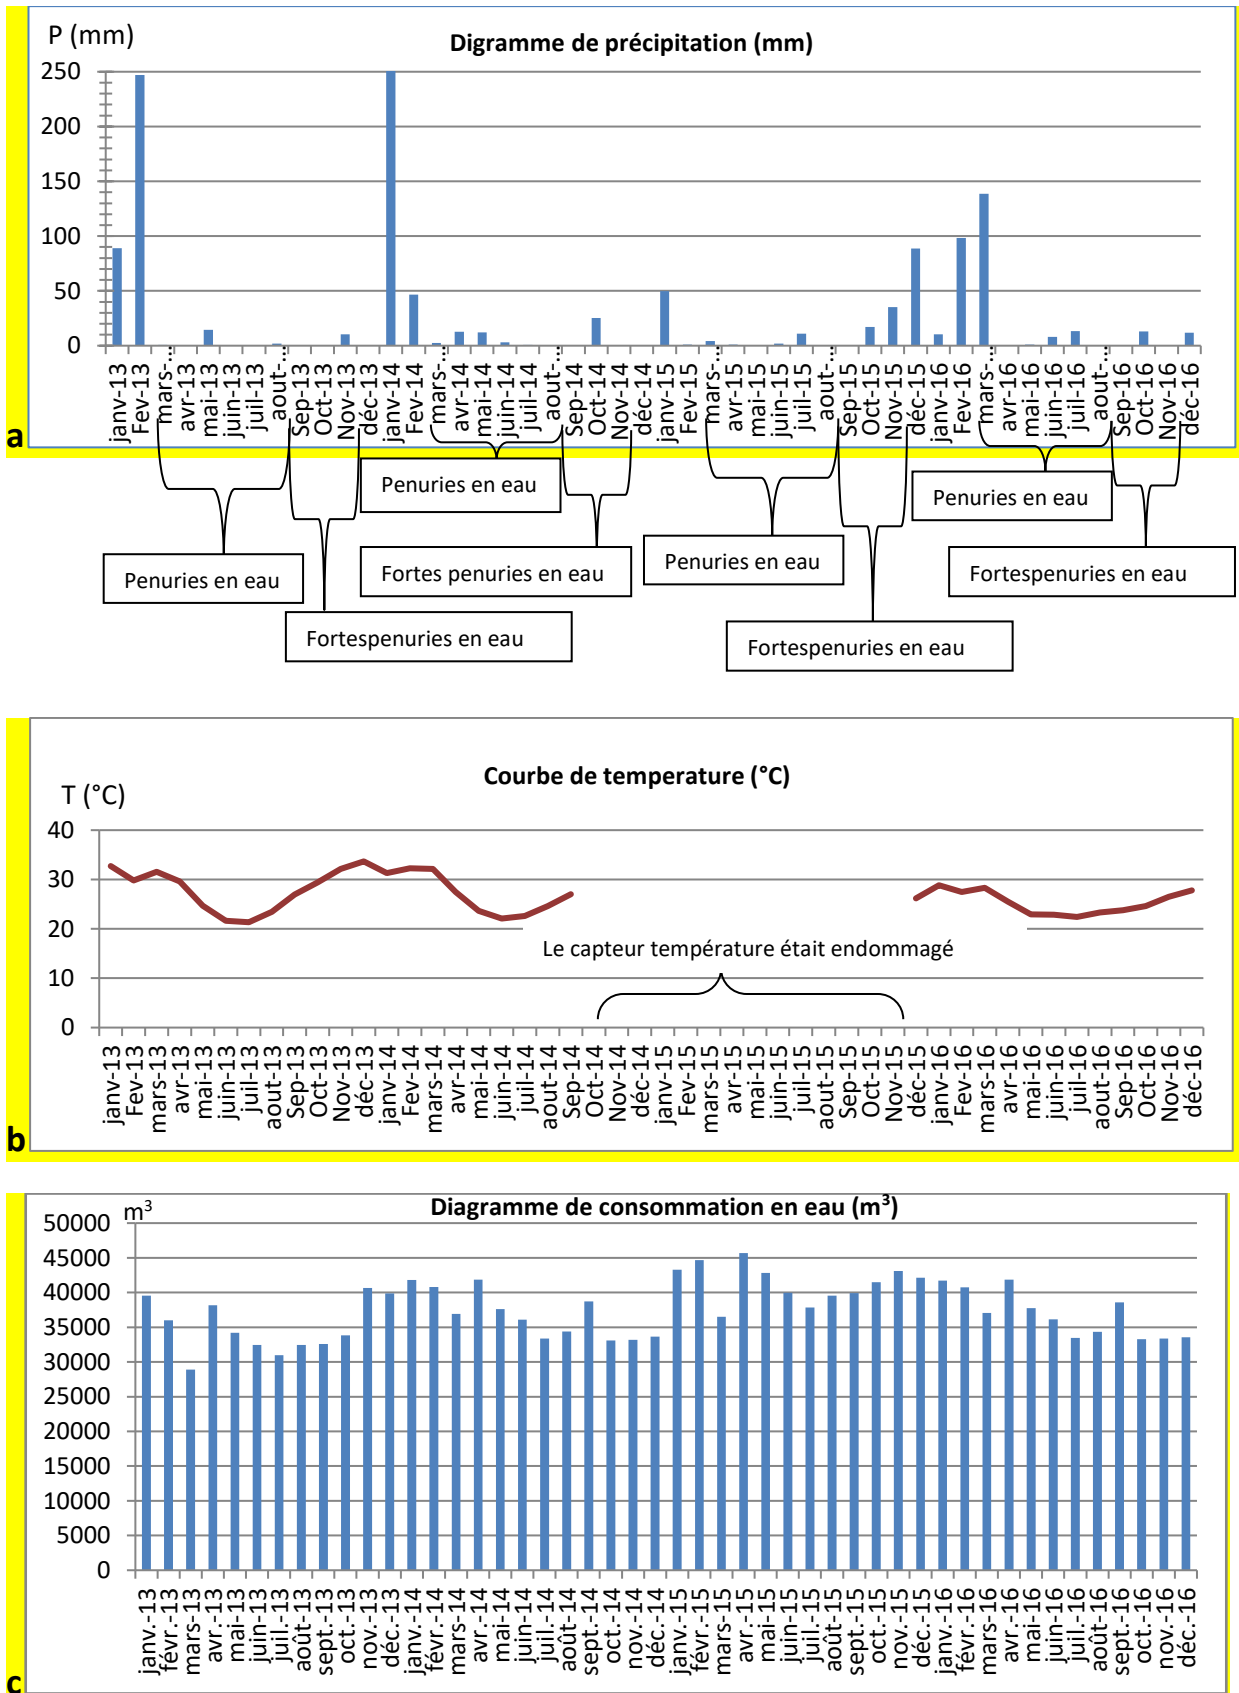 P (mm)
Digramme de précipitation (mm)
250
200
150
100
50
0
janv-13
Fev-13
mars-...
avr-13
mai-13
juin-13
juil-13
aout-...
Sep-13
Oct-13
Nov-13
déc-13
janv-14
Fev-14
mars-...
avr-14
mai-14
juin-14
juil-14
aout-...
Sep-14
Oct-14
Nov-14
déc-14
janv-15
Fev-15
mars-...
avr-15
mai-15
juin-15
juil-15
aout-...
Sep-15
Oct-15
Nov-15
déc-15
janv-16
Fev-16
mars-...
avr-16
mai-16
juin-16
juil-16
aout-...
Sep-16
Oct-16
Nov-16
déc-16
a
Penuries en eau
Penuries en eau
Penuries en eau
Fortes penuries en eau
Penuries en eau
Fortespenuries en eau
Fortespenuries en eau
Fortespenuries en eau
Courbe de temperature (°C)
T (°C)
40
30
20
10
0
Le capteur température était endommagé
janv-13
Fev-13
mars-13
avr-13
mai-13
juin-13
juil-13
aout-13
Sep-13
Oct-13
Nov-13
déc-13
janv-14
Fev-14
mars-14
avr-14
mai-14
juin-14
juil-14
aout-14
Sep-14
Oct-14
Nov-14
déc-14
janv-15
Fev-15
mars-15
avr-15
mai-15
juin-15
juil-15
aout-15
Sep-15
Oct-15
Nov-15
déc-15
janv-16
Fev-16
mars-16
avr-16
mai-16
juin-16
juil-16
aout-16
Sep-16
Oct-16
Nov-16
déc-16
b
m³
Diagramme de consommation en eau (m³)
50000
45000
40000
35000
30000
25000
20000
15000
10000
5000
0
janv.-13
févr.-13
mars-13
avr.-13
mai-13
juin-13
juil.-13
août-13
sept.-13
oct.-13
nov.-13
déc.-13
janv.-14
févr.-14
mars-14
avr.-14
mai-14
juin-14
juil.-14
août-14
sept.-14
oct.-14
nov.-14
déc.-14
janv.-15
févr.-15
mars-15
avr.-15
mai-15
juin-15
juil.-15
août-15
sept.-15
oct.-15
nov.-15
déc.-15
janv.-16
févr.-16
mars-16
avr.-16
mai-16
juin-16
juil.-16
août-16
sept.-16
oct.-16
nov.-16
déc.-16
c